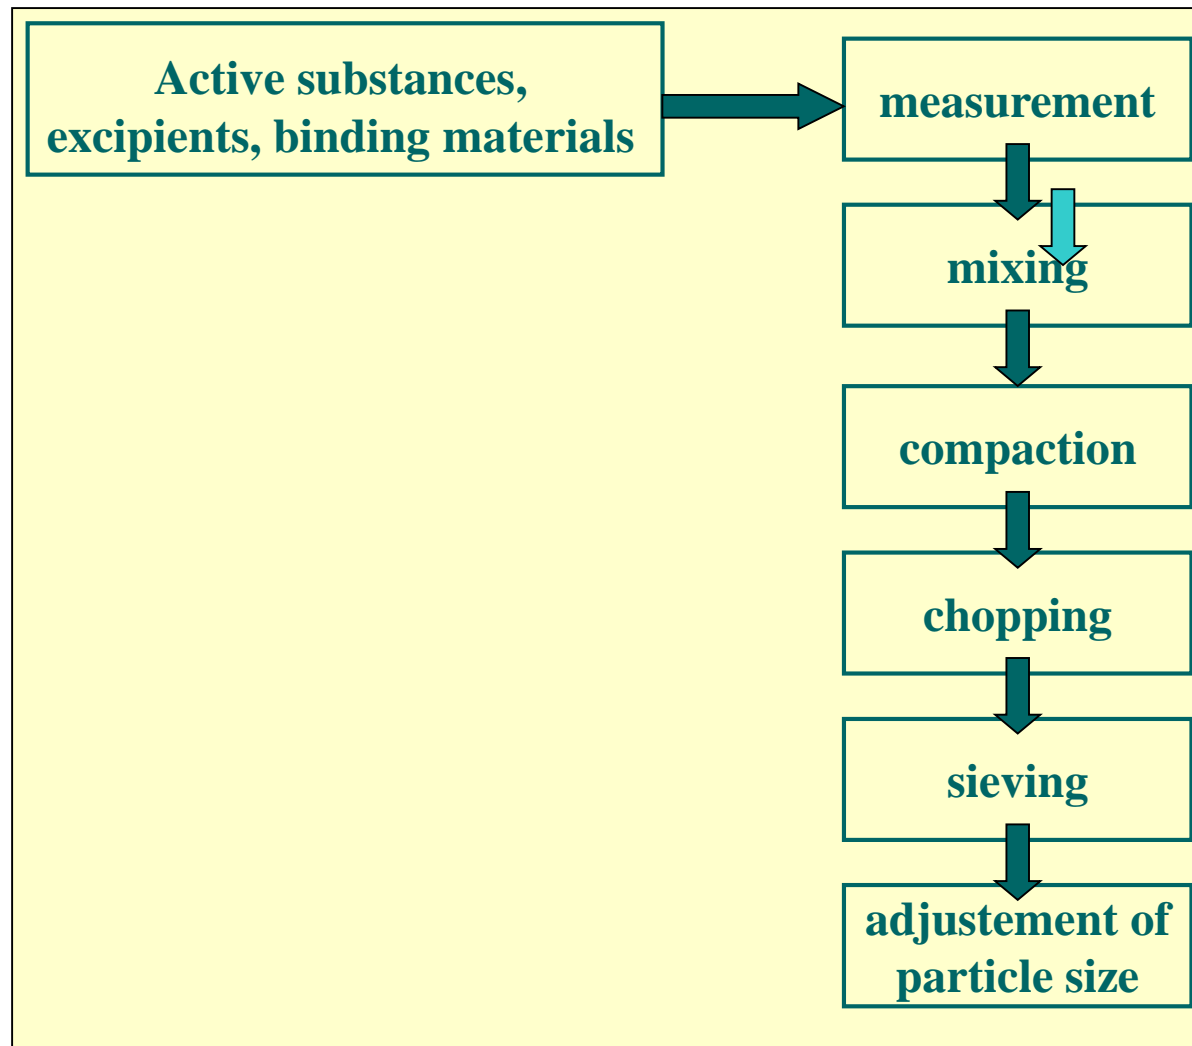 Active substances,
excipients, binding materials
measurement
mixing
compaction
chopping
sieving
adjustement of
particle size